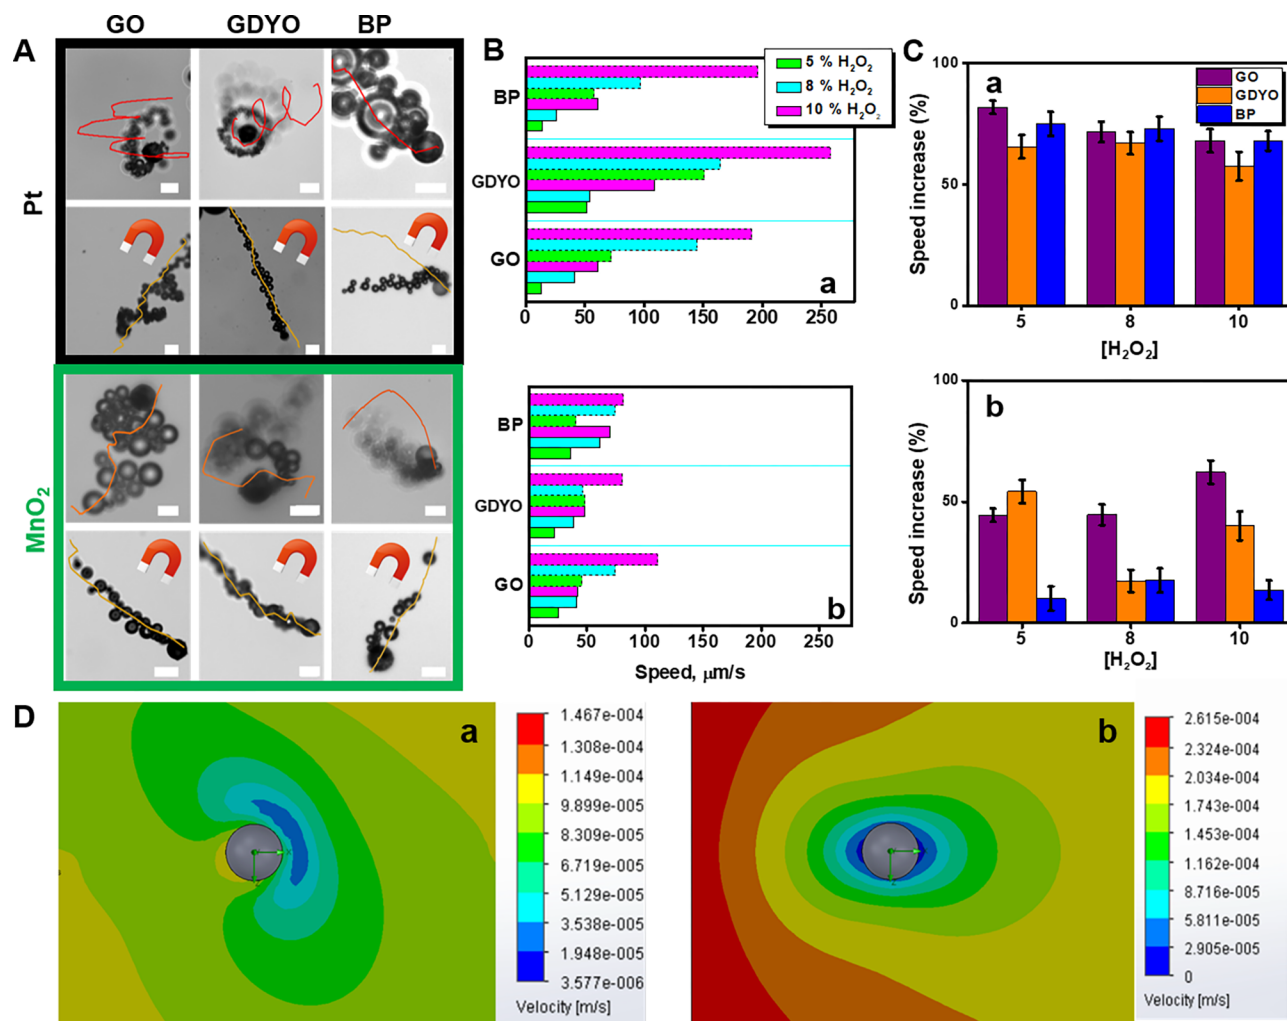 GO GDYO BP
A
Pt
MnO₂
B
5 % H₂O₂
8 % H₂O₂
10 % H₂O₂
BP
GDYO
GO
a
0 50 100 150 200 250
BP
GDYO
GO
b
0 50 100 150 200 250
Speed, μm/s
C
a
GO
GDYO
BP
Speed increase (%)
100
50
0
5 8 10
[H₂O₂]
b
Speed increase (%)
100
50
0
5 8 10
[H₂O₂]
D
a
1.467e-004
1.308e-004
1.149e-004
9.899e-005
8.309e-005
6.719e-005
5.129e-005
3.538e-005
1.948e-005
3.577e-006
Velocity [m/s]
b
2.615e-004
2.324e-004
2.034e-004
1.743e-004
1.453e-004
1.162e-004
8.716e-005
5.811e-005
2.905e-005
0
Velocity [m/s]